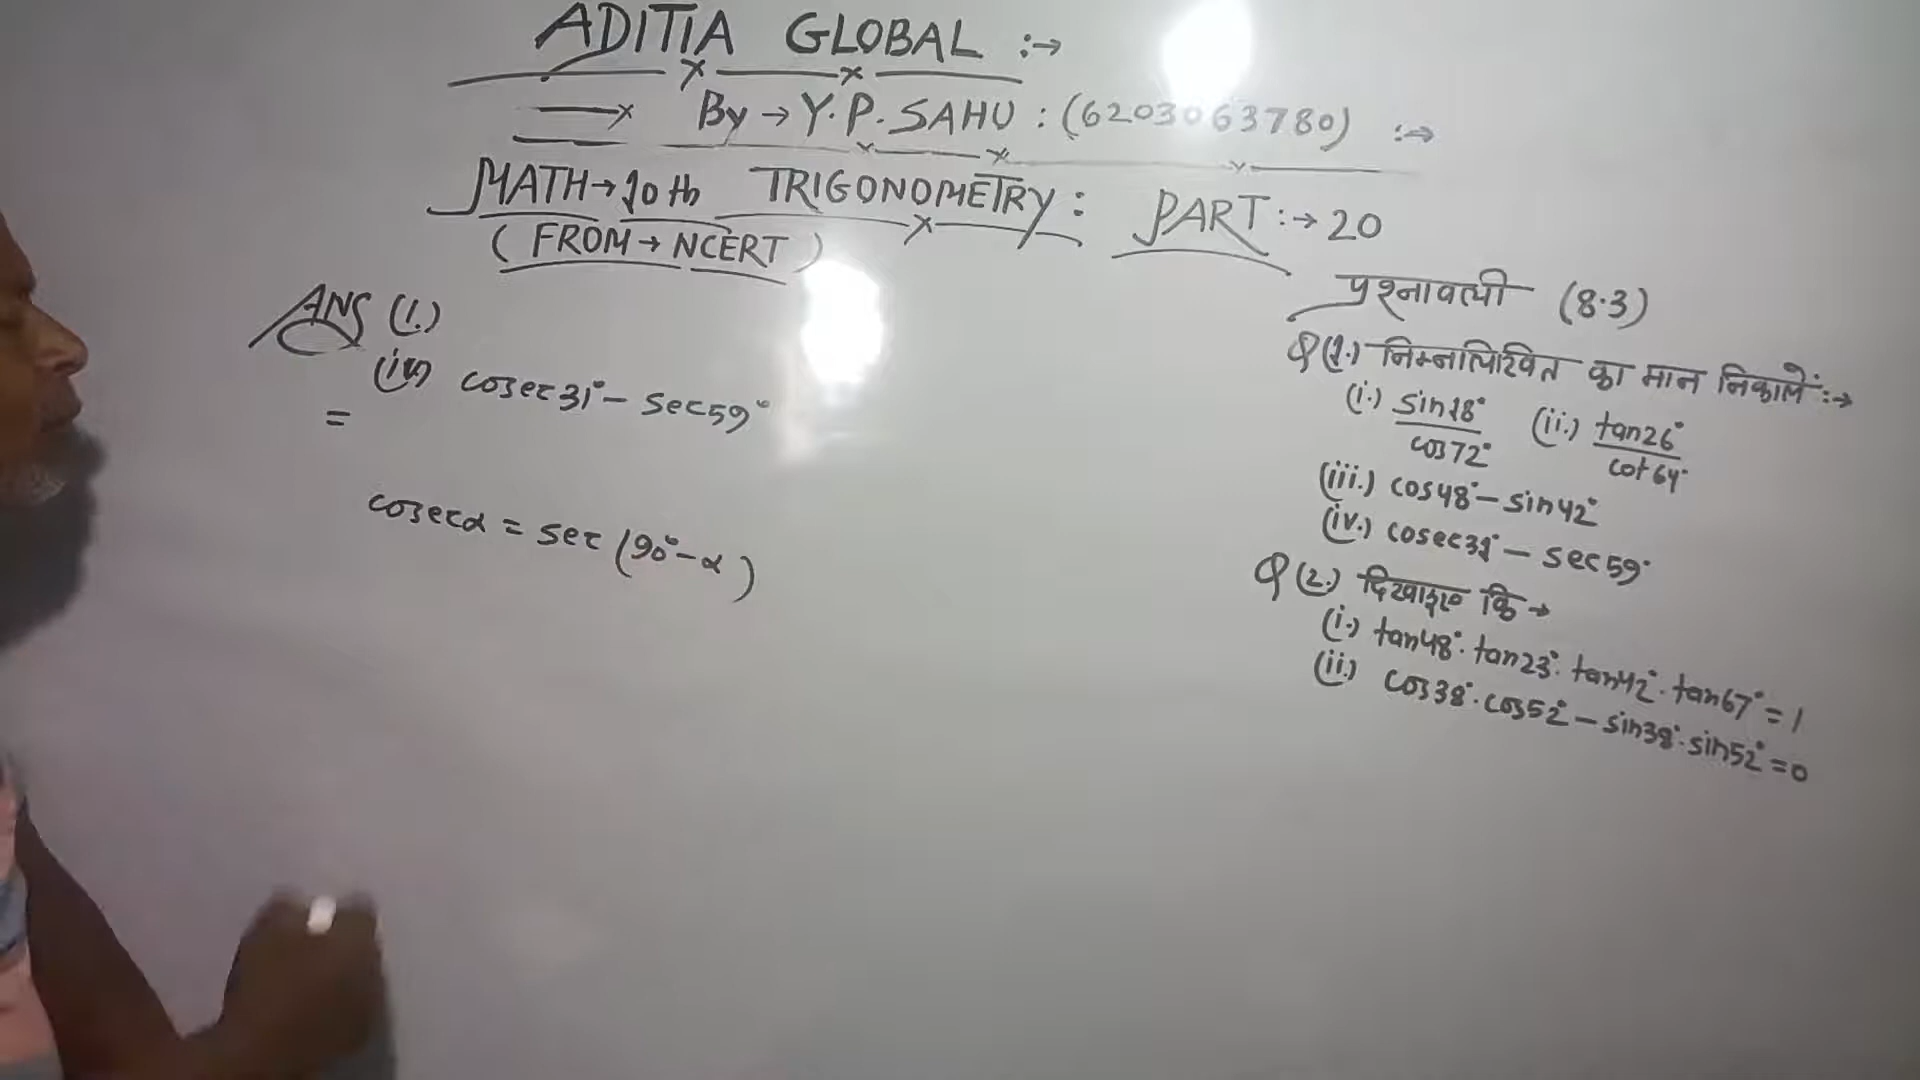 ADITIA GLOBAL :→
By → Y.P. SAHU : (6203063780) :→
MATH → 10th TRIGONOMETRY : PART :→ 20
(FROM → NCERT)
ANS (1.)
(iv) cosec31° - sec59°
=
cosecα = sec(90° - α)
प्रश्नावली (8.3)
Q(1.) निम्नलिखित का मान निकालें :→
(i.) sin18°/cos72° (ii.) tan26°/cot64°
(iii.) cos48° - sin42°
(iv.) cosec31° - sec59°
Q(2.) दिखाइए कि →
(i.) tan48°. tan23°. tan42°. tan67° = 1
(ii.) cos38°. cos52° - sin38°. sin52° = 0